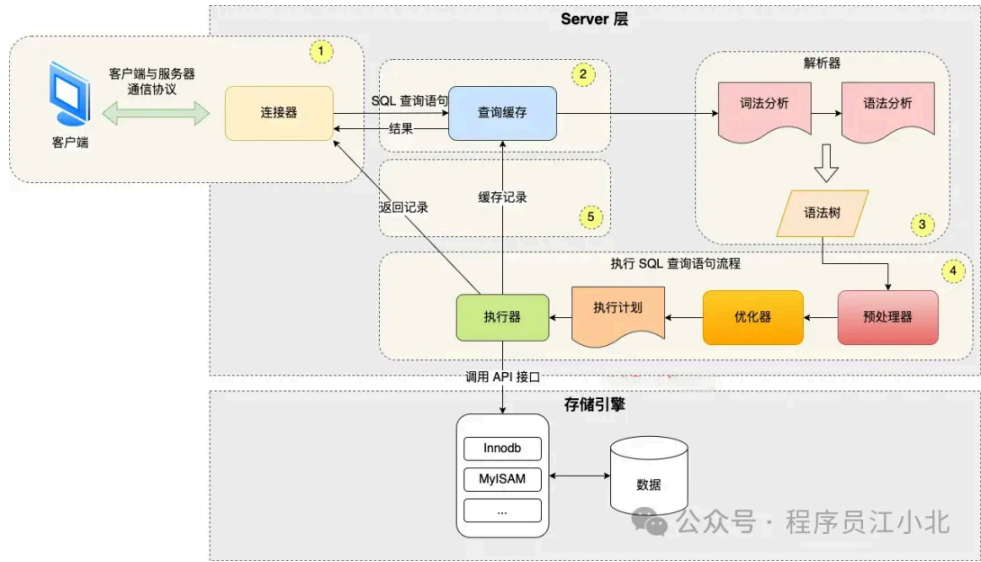 Server 层
1
客户端与服务器
通信协议
客户端
连接器
SQL 查询语句
结果
查询缓存
2
解析器
词法分析
语法分析
语法树
3
返回记录
缓存记录
5
执行 SQL 查询语句流程
4
执行器
执行计划
优化器
预处理器
调用 API 接口
存储引擎
Innodb
MyISAM
...
数据
公众号 · 程序员江小北